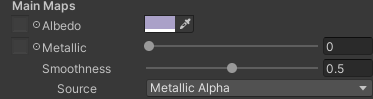 Main Maps
Albedo
Metallic 0
Smoothness 0.5
Source Metallic Alpha